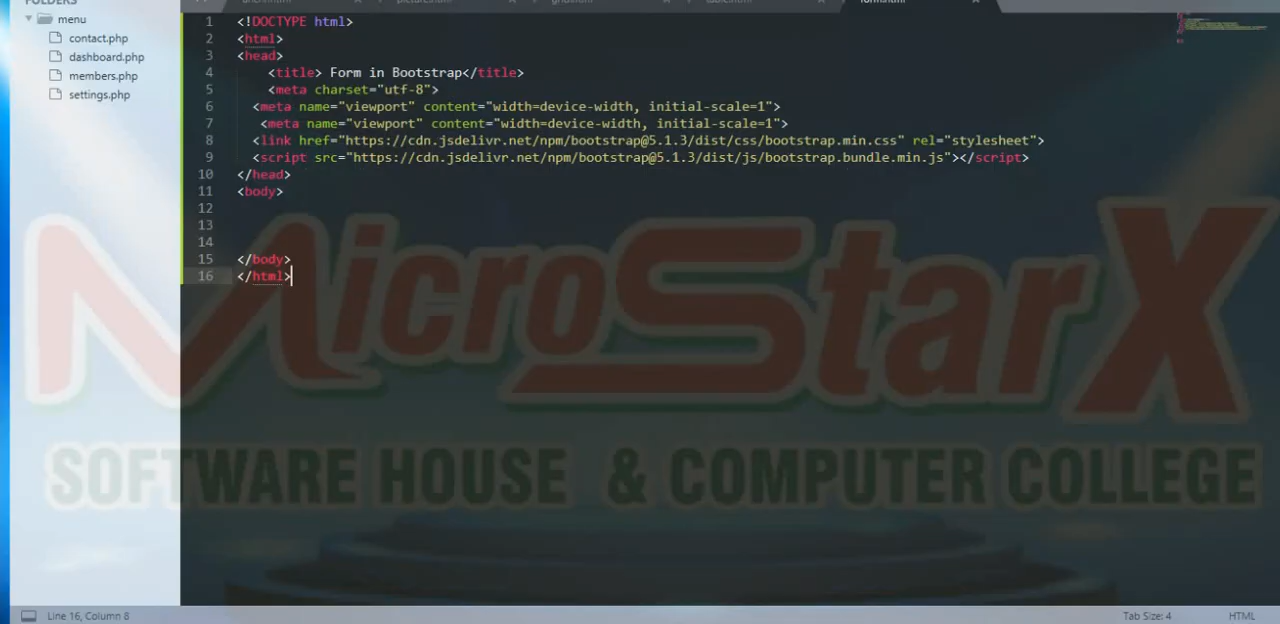 FOLDERS
menu
contact.php
dashboard.php
members.php
settings.php
1 <!DOCTYPE html>
2 <html>
3 <head>
4 <title> Form in Bootstrap</title>
5 <meta charset="utf-8">
6 <meta name="viewport" content="width=device-width, initial-scale=1">
7 <meta name="viewport" content="width=device-width, initial-scale=1">
8 <link href="https://cdn.jsdelivr.net/npm/bootstrap@5.1.3/dist/css/bootstrap.min.css" rel="stylesheet">
9 <script src="https://cdn.jsdelivr.net/npm/bootstrap@5.1.3/dist/js/bootstrap.bundle.min.js"></script>
10 </head>
11 <body>
12
13
14
15 </body>
16 </html>
MicroStarX
SOFTWARE HOUSE & COMPUTER COLLEGE
Line 16, Column 8
Tab Size: 4
HTML